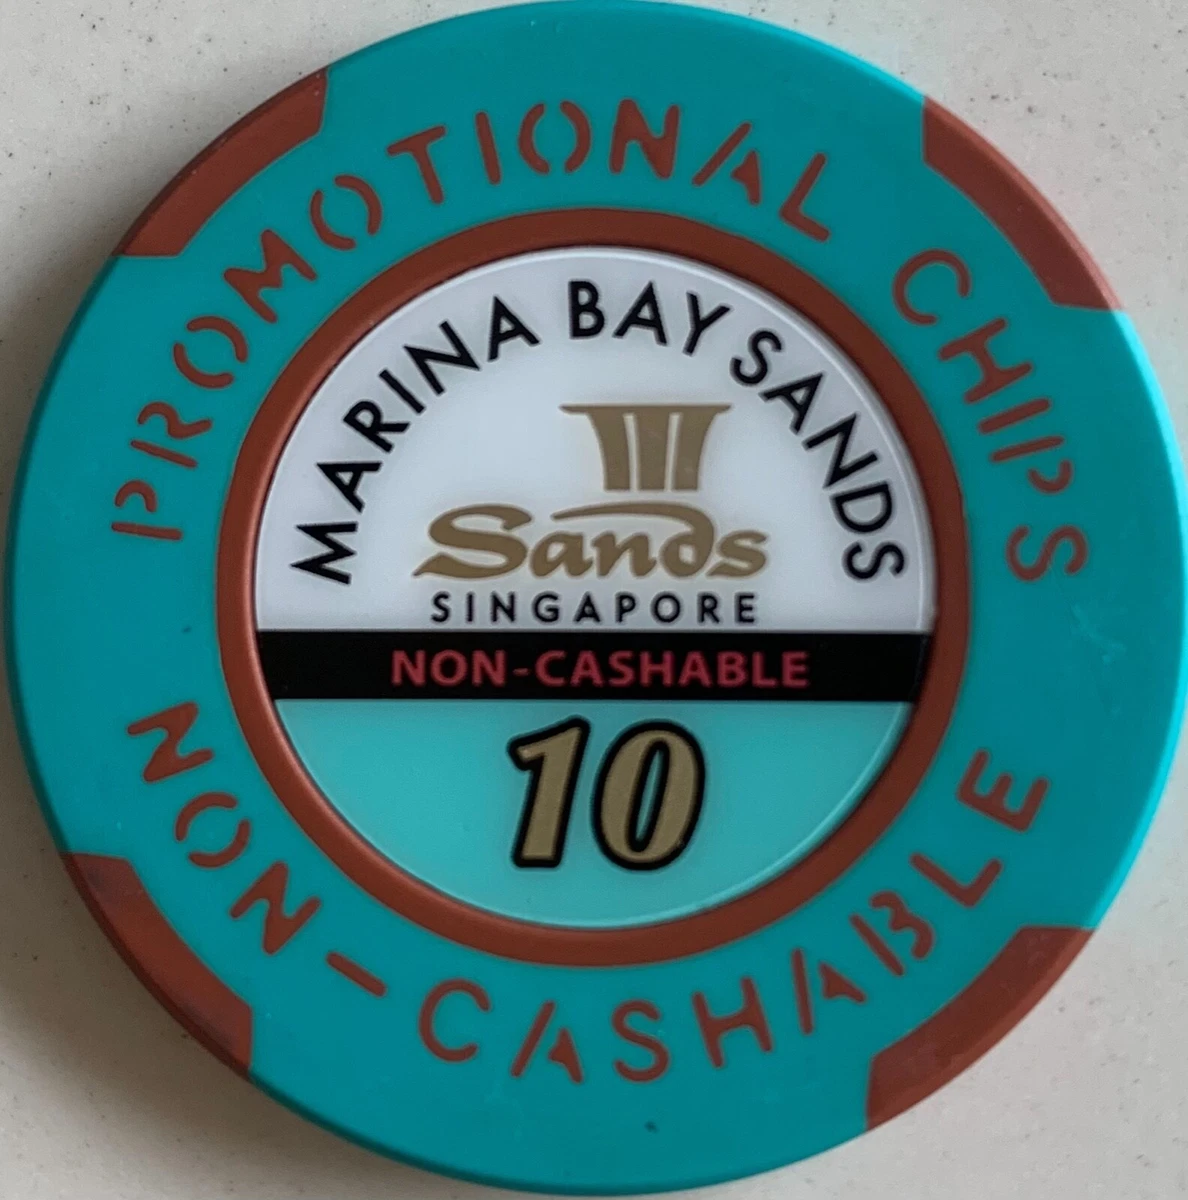 PROMOTIONAL CHIPS
MARINA BAY SANDS
Sands
SINGAPORE
NON-CASHABLE
10
NON-CASHABLE